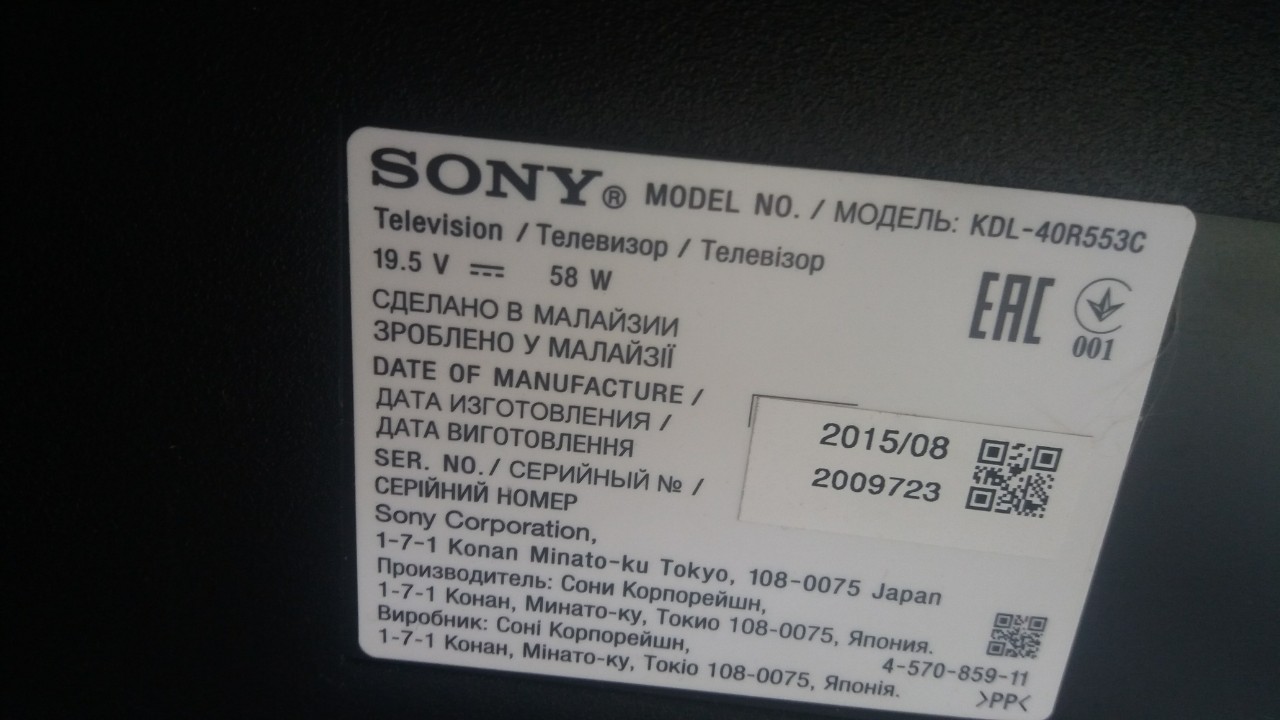 SONY® MODEL NO. / МОДЕЛЬ: KDL-40R553C
Television / Телевизор / Телевізор
19.5 V ⎓ 58 W
EAC
001
СДЕЛАНО В МАЛАЙЗИИ
ЗРОБЛЕНО У МАЛАЙЗІЇ
DATE OF MANUFACTURE /
ДАТА ИЗГОТОВЛЕНИЯ /
ДАТА ВИГОТОВЛЕННЯ
2015/08
SER. NO. / СЕРИЙНЫЙ № /
СЕРІЙНИЙ НОМЕР
2009723
Sony Corporation,
1-7-1 Konan Minato-ku Tokyo, 108-0075 Japan
Производитель: Сони Корпорейшн,
1-7-1 Конан, Минато-ку, Токио 108-0075, Япония.
Виробник: Соні Корпорейшн,
1-7-1 Конан, Мінато-ку, Токіо 108-0075, Японія.
4-570-859-11
>PP<